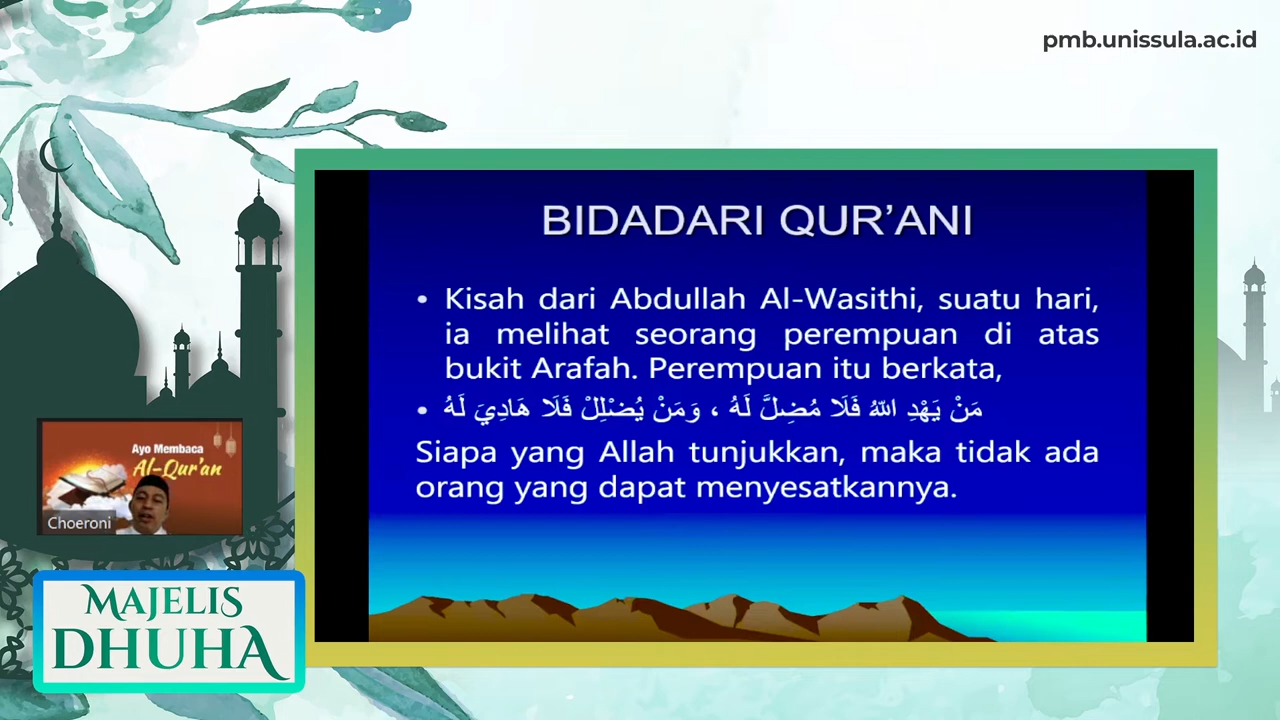 pmb.unissula.ac.id
BIDADARI QUR’ANI
• Kisah dari Abdullah Al-Wasithi, suatu hari,
ia melihat seorang perempuan di atas
bukit Arafah. Perempuan itu berkata,
• مَنْ يَهْدِ اللّهُ فَلَا مُضِلَّ لَهُ ، وَمَنْ يُضْلِلْ فَلَا هَادِيَ لَهُ
Siapa yang Allah tunjukkan, maka tidak ada
orang yang dapat menyesatkannya.
Ayo Membaca
Al-Qur'an
Choeroni
MAJELIS
DHUHA